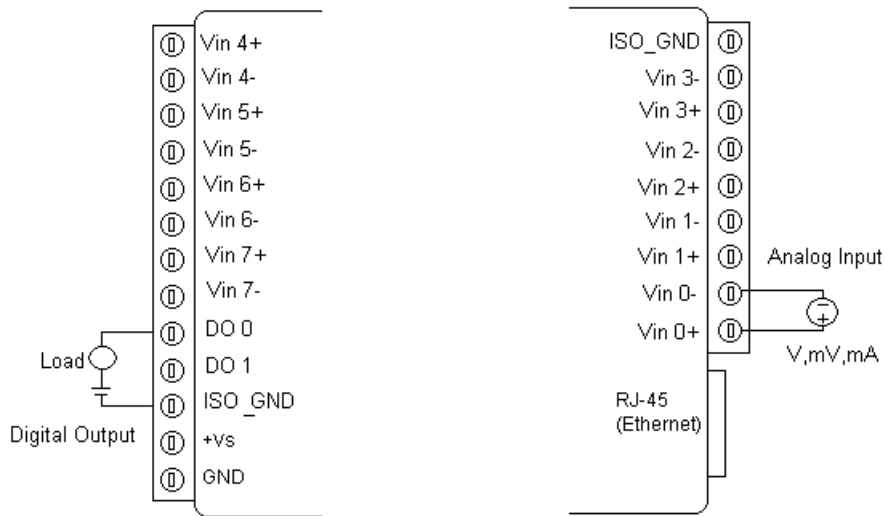 Vin 4+
Vin 4-
Vin 5+
Vin 5-
Vin 6+
Vin 6-
Vin 7+
Vin 7-
DO 0
DO 1
ISO_GND
+Vs
GND
Load
Digital Output
ISO_GND
Vin 3-
Vin 3+
Vin 2-
Vin 2+
Vin 1-
Vin 1+
Vin 0-
Vin 0+
Analog Input
V,mV,mA
RJ-45
(Ethernet)